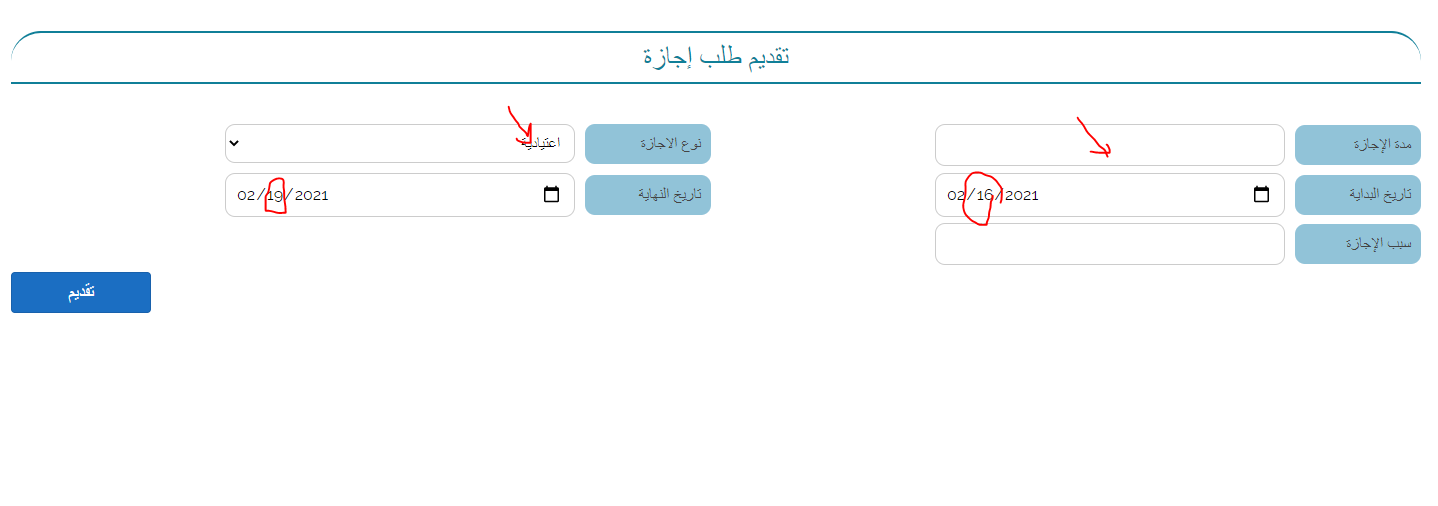 تقديم طلب إجازة
مدة الإجازة
نوع الاجازة اعتيادية
تاريخ البداية 02/16/2021
تاريخ النهاية 02/19/2021
سبب الإجازة
تقديم